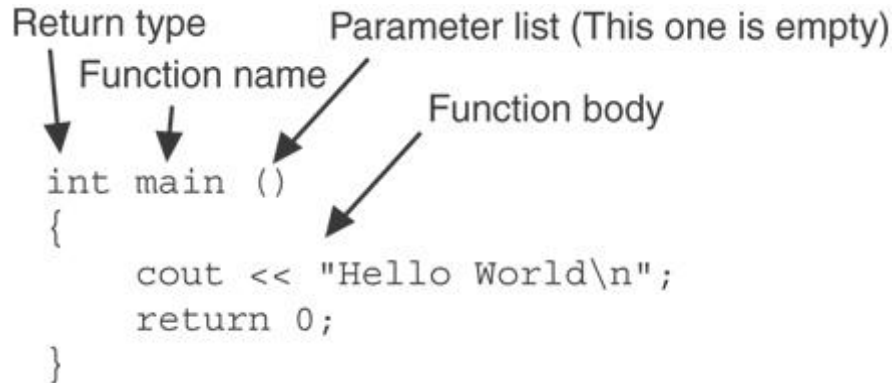 Return type
Parameter list (This one is empty)
Function name
Function body
int main ()
{
cout << "Hello World\n";
return 0;
}